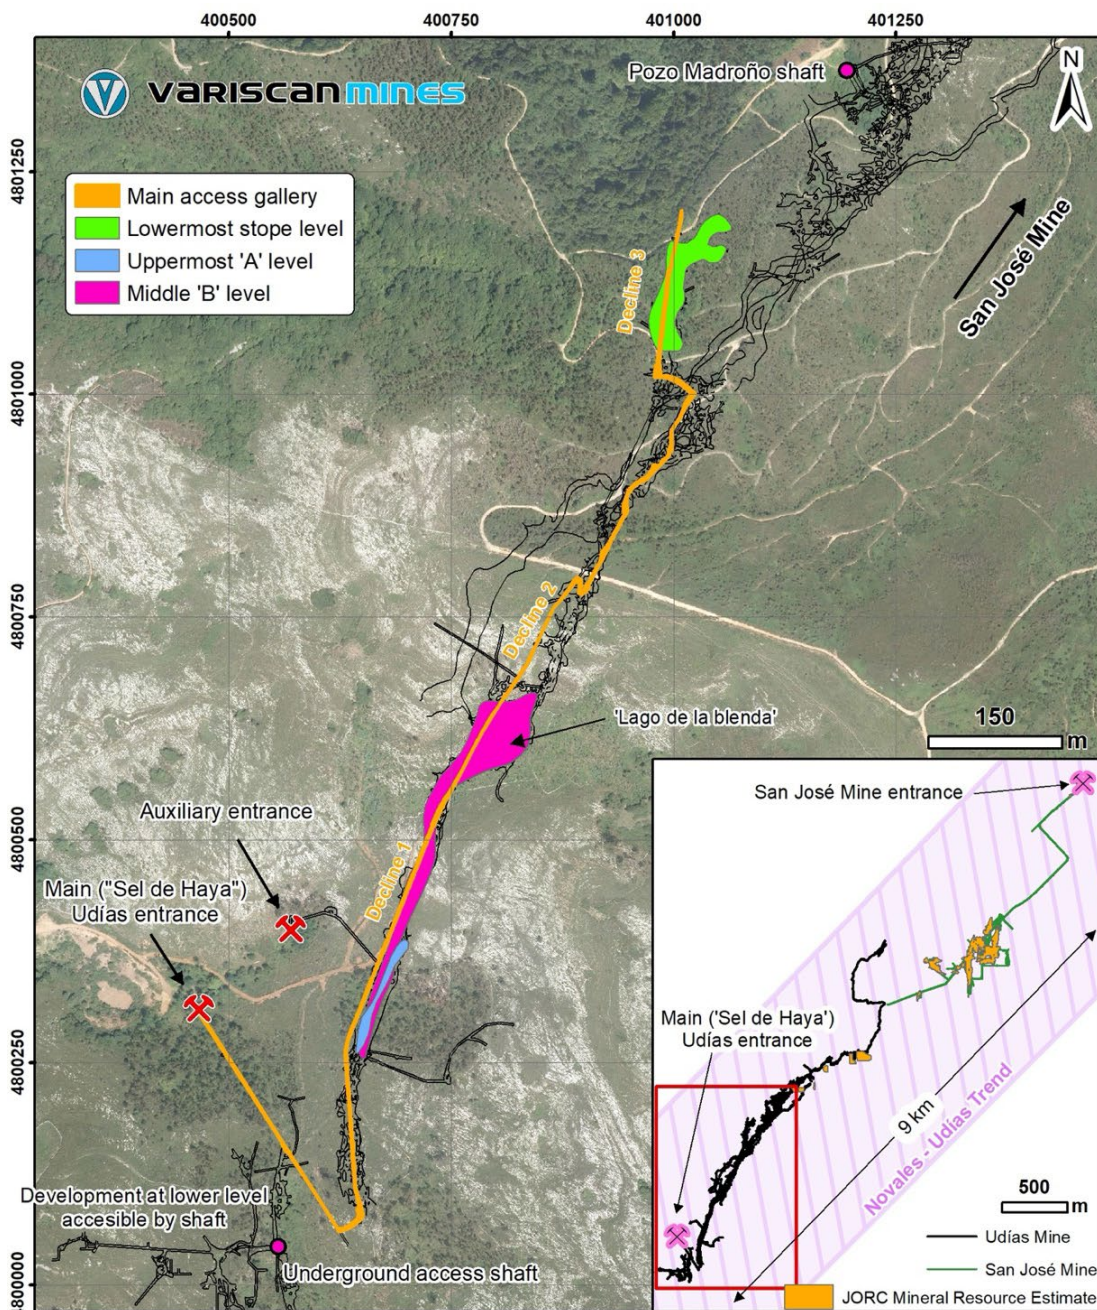 400500
400750
401000
401250
VARISCAN MINES
Pozo Madroño shaft
N
4801250
4801000
4800750
4800500
4800250
4800000
Main access gallery
Lowermost stope level
Uppermost 'A' level
Middle 'B' level
San José Mine
Decline 3
Decline 2
Decline 1
'Lago de la blenda'
150
m
Auxiliary entrance
Main ("Sel de Haya")
Udías entrance
Development at lower level
accesible by shaft
Underground access shaft
San José Mine entrance
Main ('Sel de Haya')
Udías entrance
9 km
Novales - Udías Trend
500
m
Udías Mine
San José Mine
JORC Mineral Resource Estimate